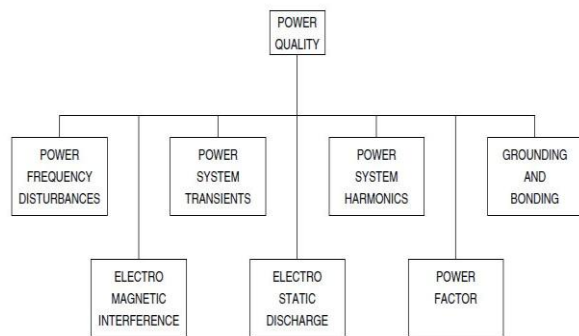 POWER
QUALITY
POWER
FREQUENCY
DISTURBANCES
POWER
SYSTEM
TRANSIENTS
POWER
SYSTEM
HARMONICS
GROUNDING
AND
BONDING
ELECTRO
MAGNETIC
INTERFERENCE
ELECTRO
STATIC
DISCHARGE
POWER
FACTOR